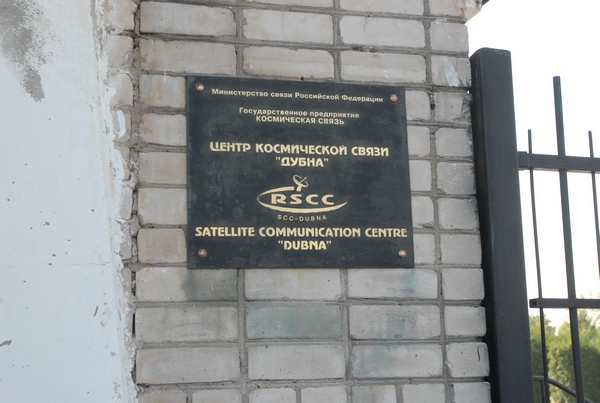 Министерство связи Российской Федерации
Государственное предприятие
КОСМИЧЕСКАЯ СВЯЗЬ
ЦЕНТР КОСМИЧЕСКОЙ СВЯЗИ
"ДУБНА"
RSCC
SCC-DUBNA
SATELLITE COMMUNICATION CENTRE
"DUBNA"